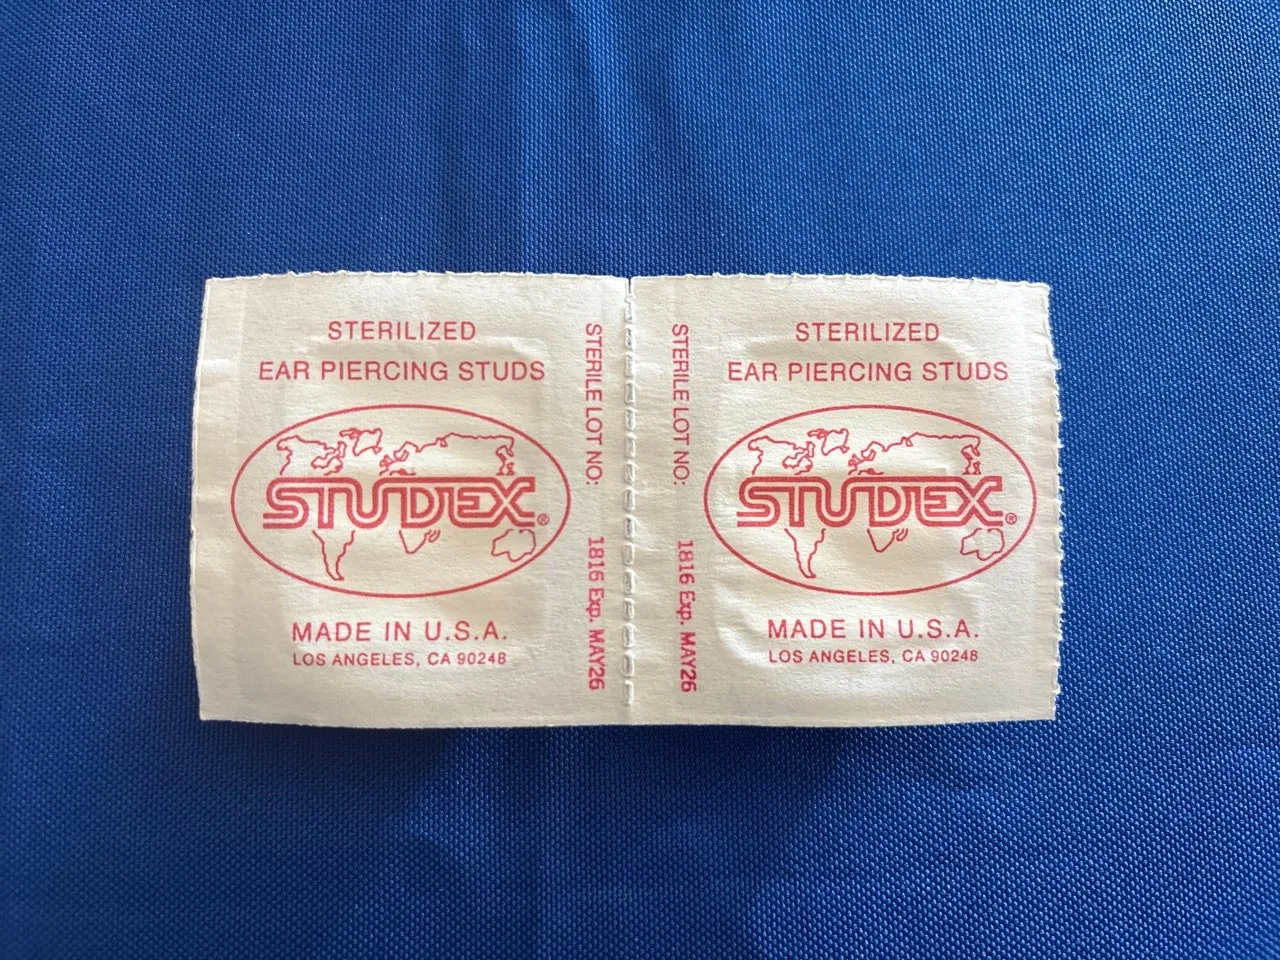 STERILIZED
EAR PIERCING STUDS
STUDEX®
MADE IN U.S.A.
LOS ANGELES, CA 90248
STERILE LOT NO: 1816 Exp. MAY26
STERILE LOT NO: 1816 Exp. MAY26
STERILIZED
EAR PIERCING STUDS
STUDEX®
MADE IN U.S.A.
LOS ANGELES, CA 90248